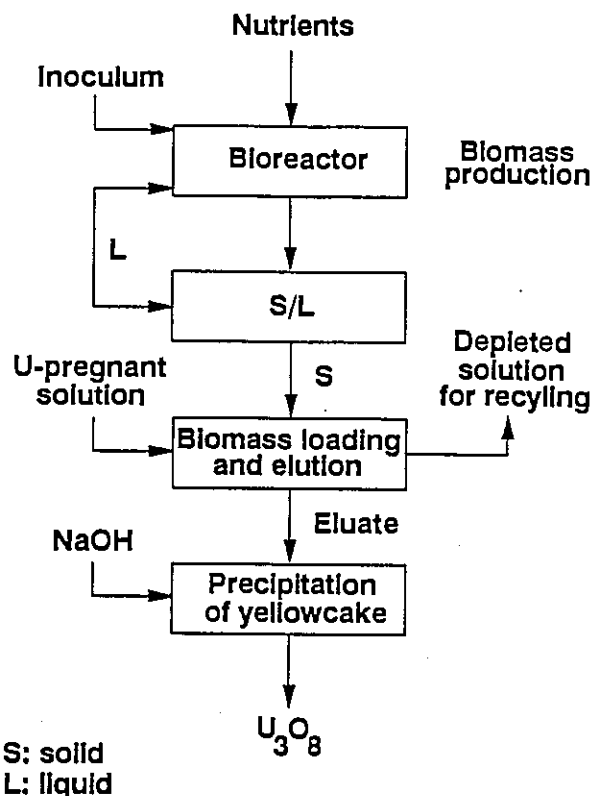 Nutrients
Inoculum
Bioreactor
Biomass
production
L
S/L
U-pregnant
solution
S
Depleted
solution
for recyling
Biomass loading
and elution
Eluate
NaOH
Precipitation
of yellowcake
U₃O₈
S: solid
L: liquid